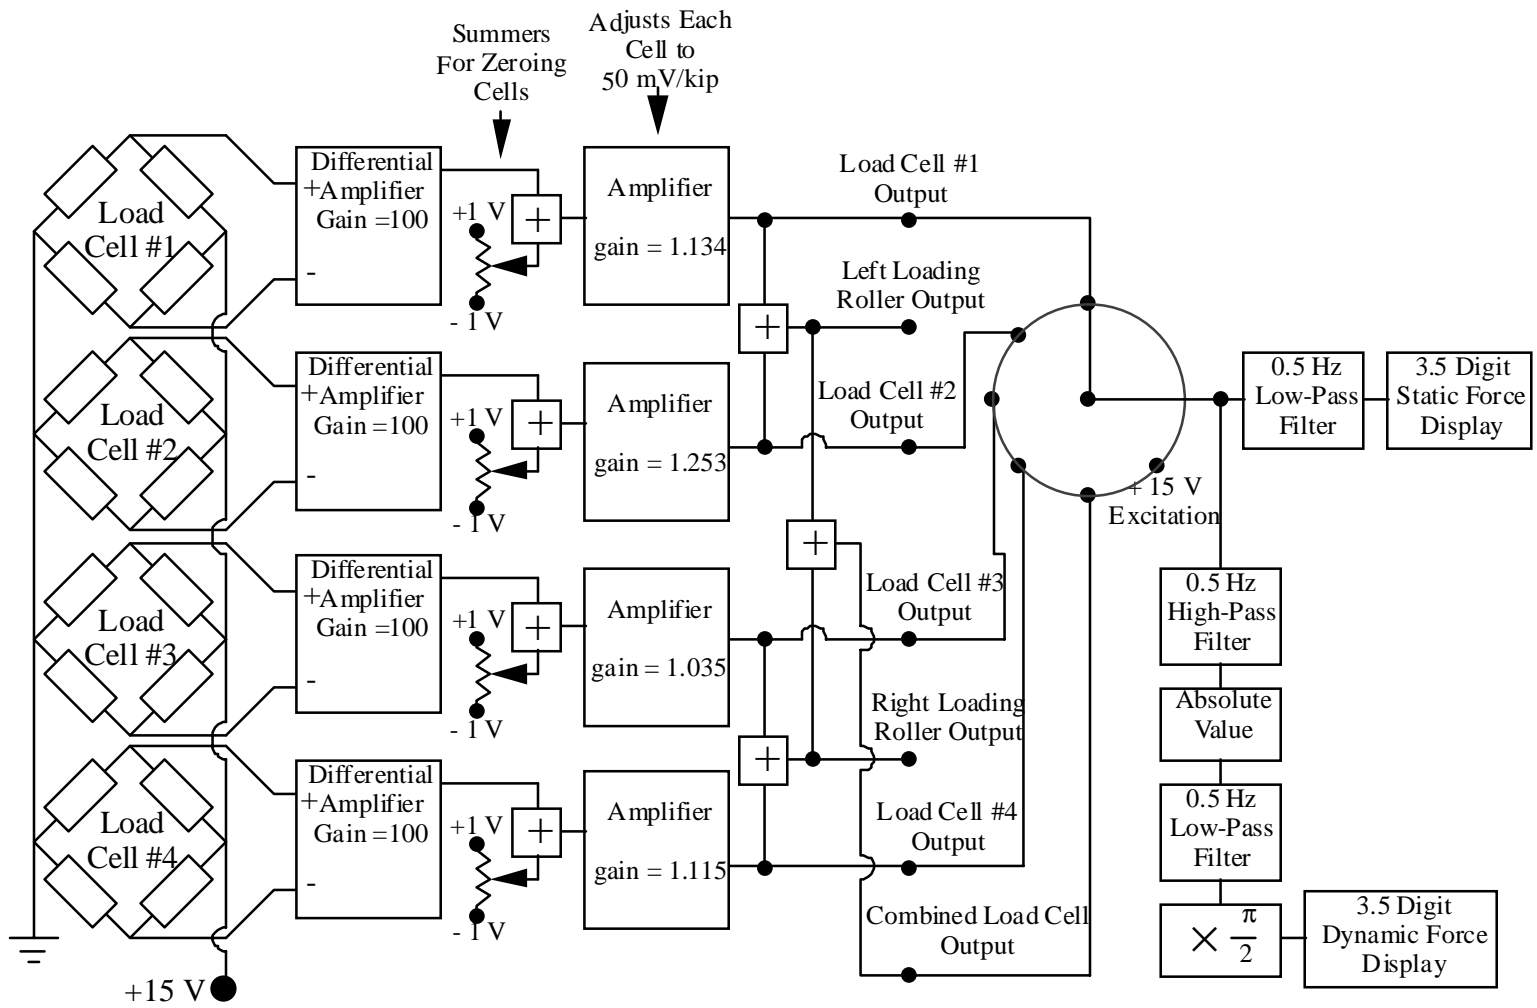 Summers
For Zeroing
Cells
Adjusts Each
Cell to
50 mV/kip
Load
Cell #1
Differential
+Amplifier
Gain =100
-
+1 V
- 1 V
+
Amplifier
gain = 1.134
Load Cell #1
Output
Left Loading
Roller Output
+
Load
Cell #2
Differential
+Amplifier
Gain =100
-
+1 V
- 1 V
+
Amplifier
gain = 1.253
Load Cell #2
Output
+
+ 15 V
Excitation
0.5 Hz
Low-Pass
Filter
3.5 Digit
Static Force
Display
Load
Cell #3
Differential
+Amplifier
Gain =100
-
+1 V
- 1 V
+
Amplifier
gain = 1.035
Load Cell #3
Output
Right Loading
Roller Output
+
0.5 Hz
High-Pass
Filter
Absolute
Value
Load
Cell #4
Differential
+Amplifier
Gain =100
-
+1 V
- 1 V
+
Amplifier
gain = 1.115
Load Cell #4
Output
Combined Load Cell
Output
0.5 Hz
Low-Pass
Filter
× π
2
3.5 Digit
Dynamic Force
Display
+15 V